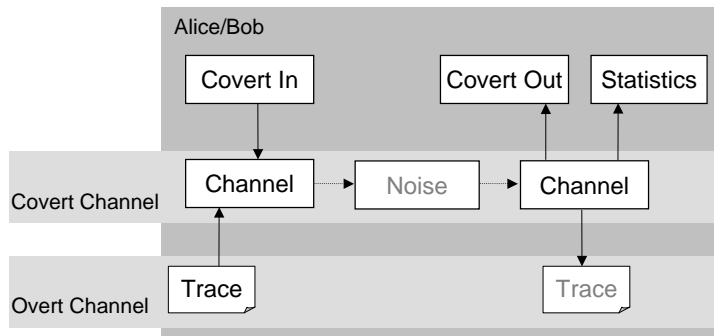 Alice/Bob
Covert In
Covert Out
Statistics
Channel
Noise
Channel
Covert Channel
Trace
Trace
Overt Channel